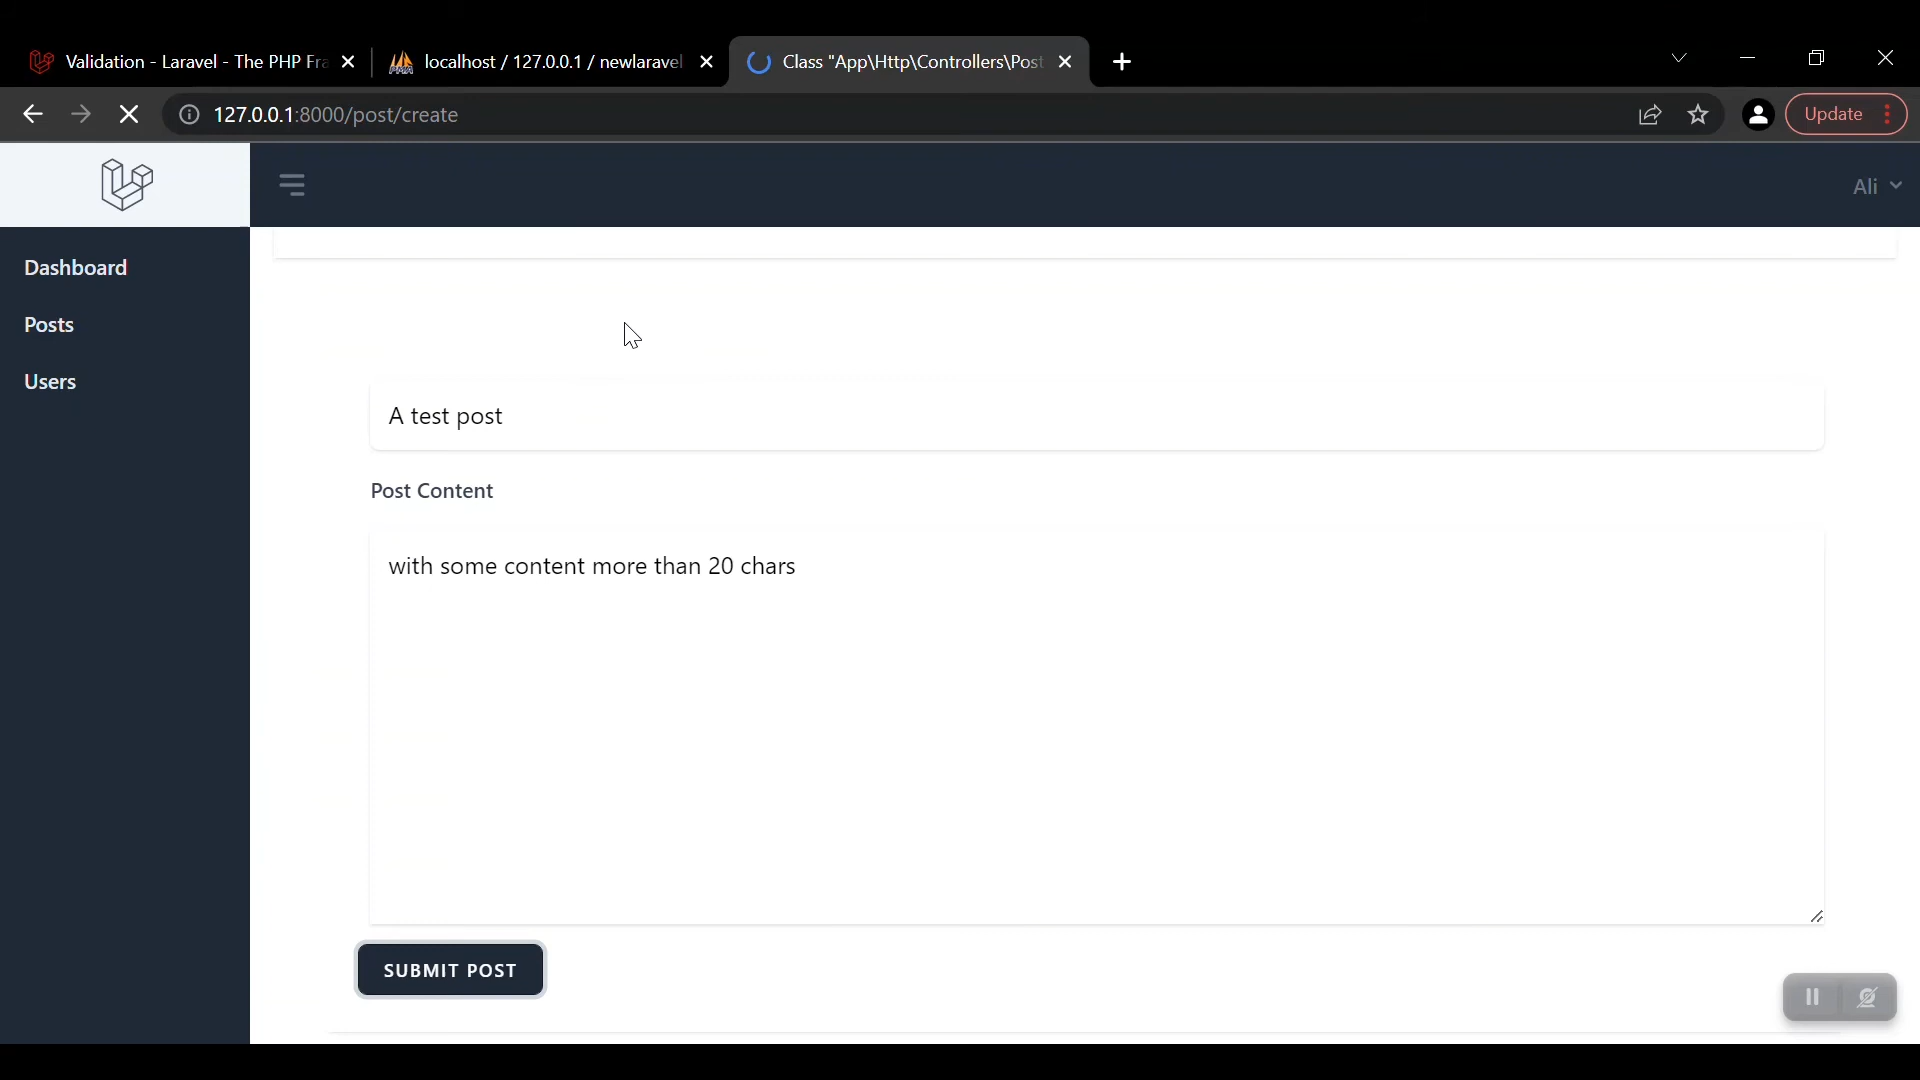 Validation - Laravel - The PHP Fra
localhost / 127.0.0.1 / newlaravel
Class "App\Http\Controllers\Post
127.0.0.1:8000/post/create
Update
Ali
Dashboard
Posts
Users
A test post
Post Content
with some content more than 20 chars
SUBMIT POST